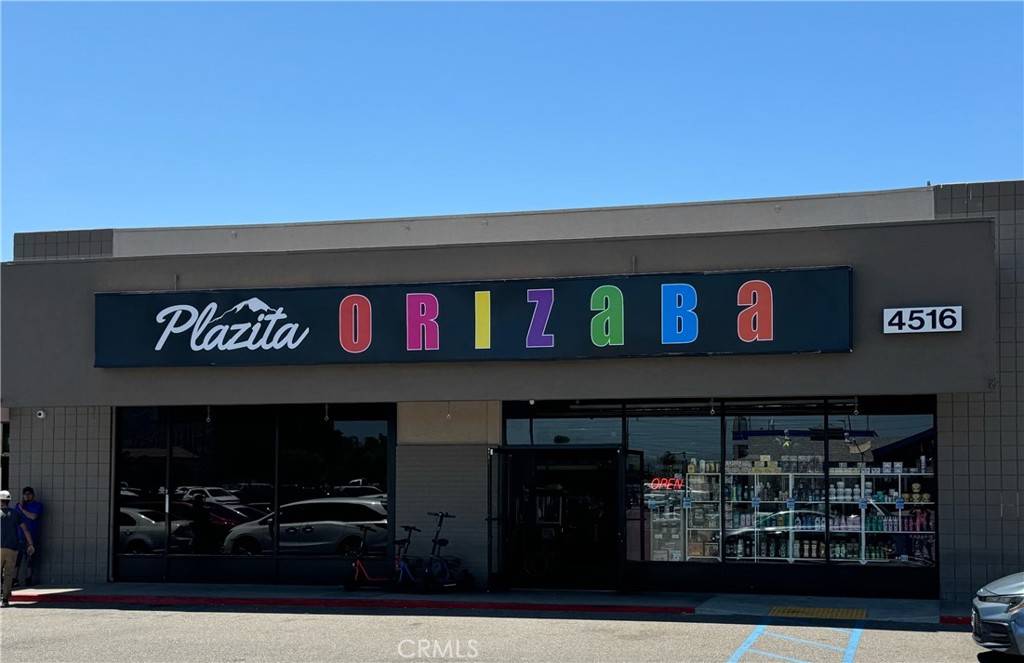 Plazita ORIZaBa
4516
OPEN
CRMLS